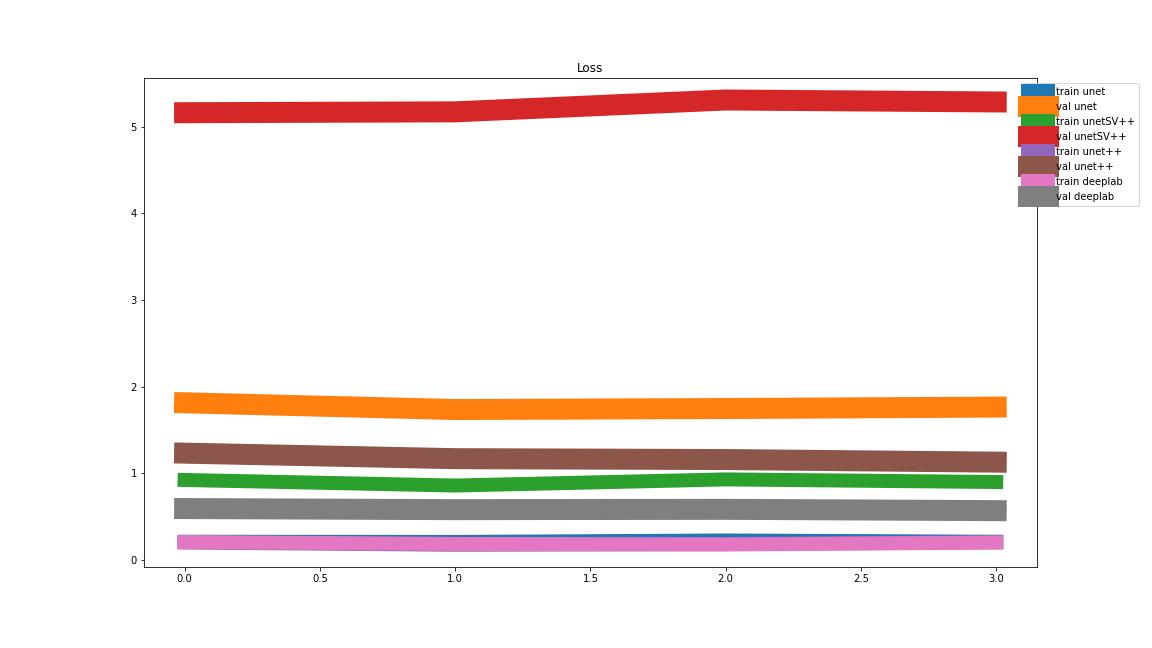 Loss
train unet
val unet
train unetSV++
val unetSV++
train unet++
val unet++
train deeplab
val deeplab
5
4
3
2
1
0
0.0 0.5 1.0 1.5 2.0 2.5 3.0